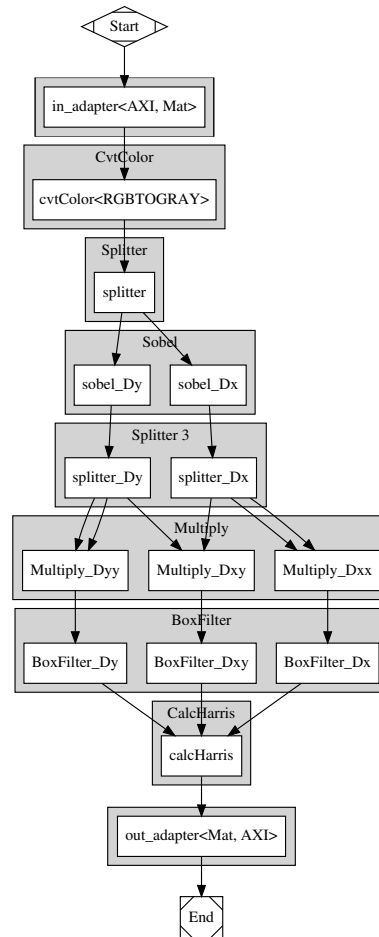 Start
in_adapter<AXI, Mat>
CvtColor
cvtColor<RGBTOGRAY>
Splitter
splitter
Sobel
sobel_Dy
sobel_Dx
Splitter 3
splitter_Dy
splitter_Dx
Multiply
Multiply_Dyy
Multiply_Dxy
Multiply_Dxx
BoxFilter
BoxFilter_Dy
BoxFilter_Dxy
BoxFilter_Dx
CalcHarris
calcHarris
out_adapter<Mat, AXI>
End